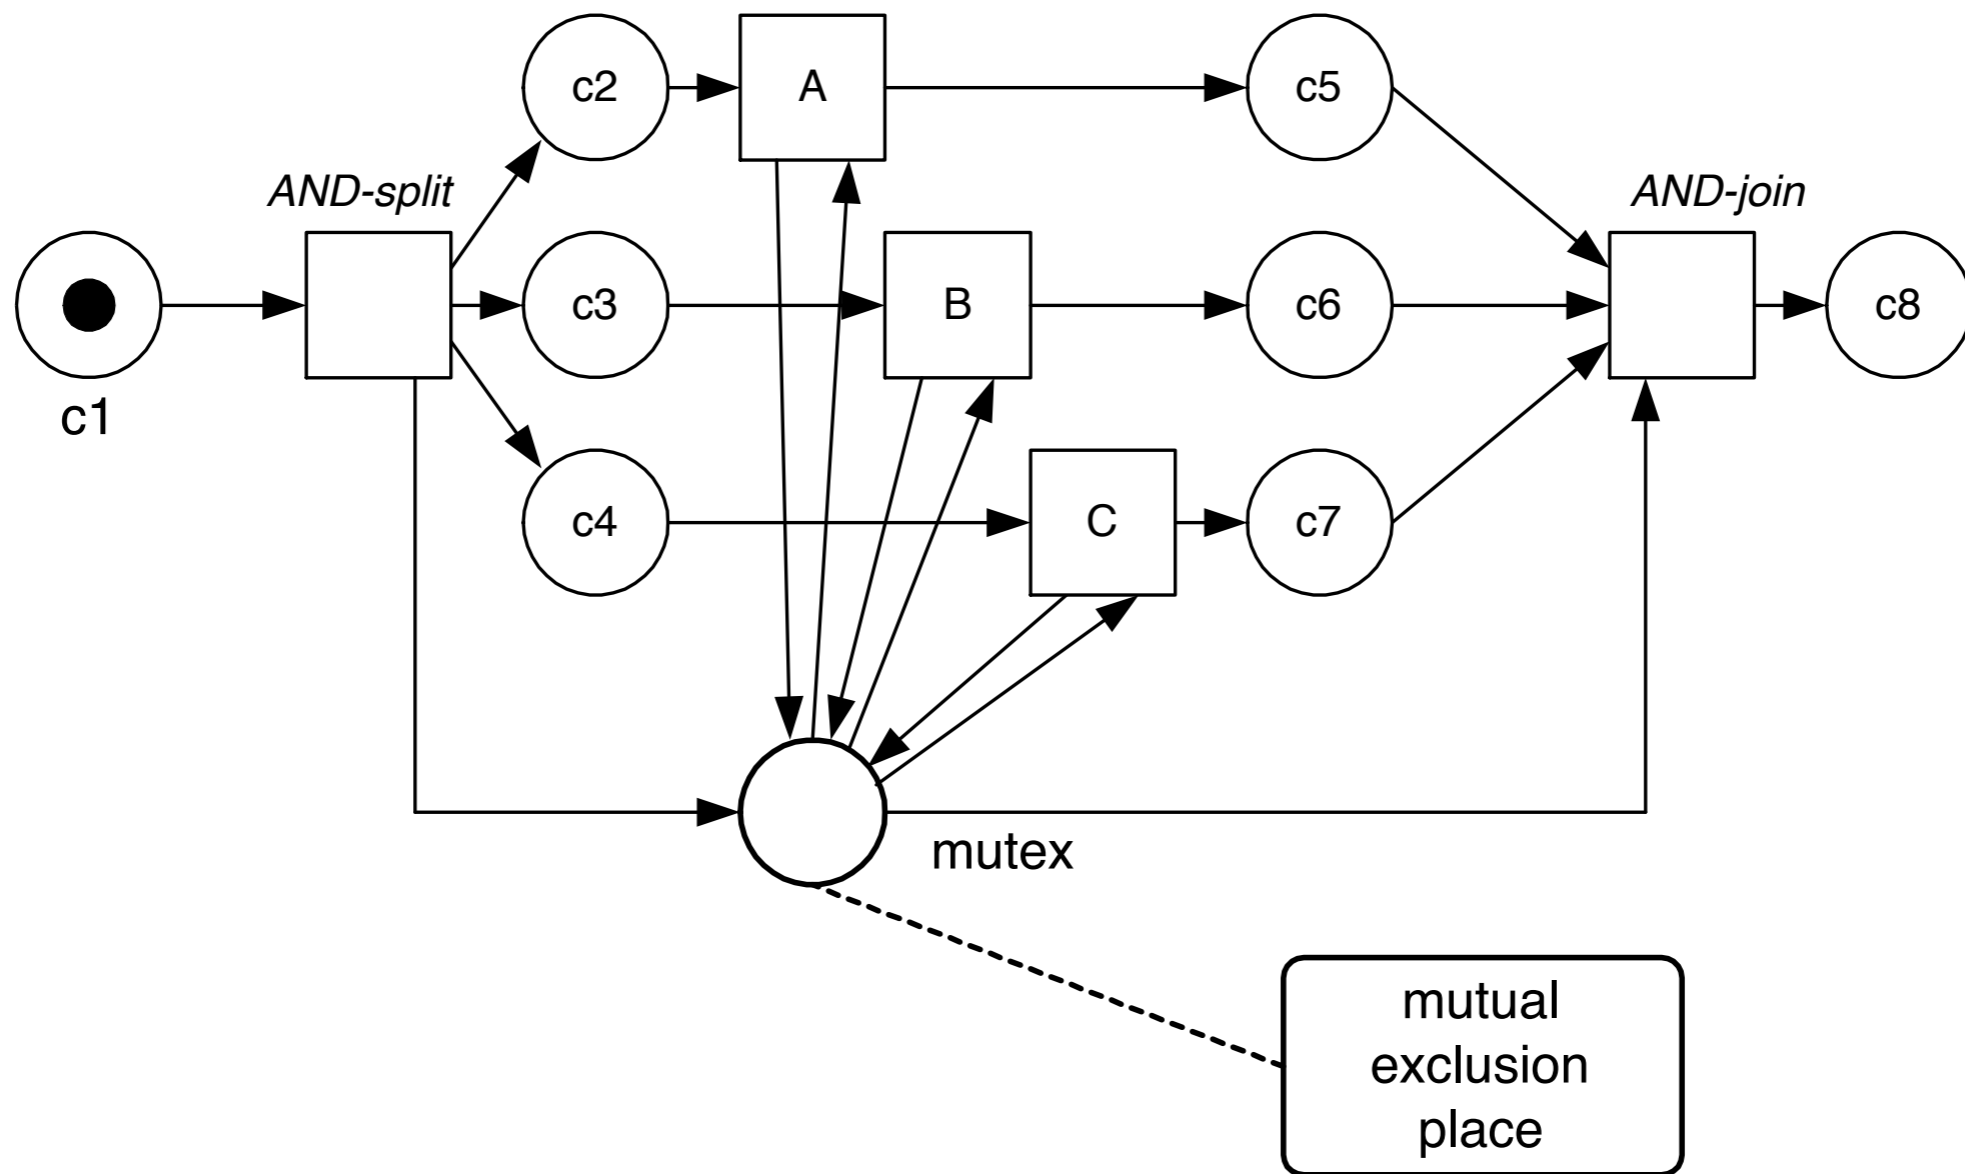 c2
A
c5
AND-split
AND-join
c3
B
c6
c8
c1
c4
C
c7
mutex
mutual
exclusion
place